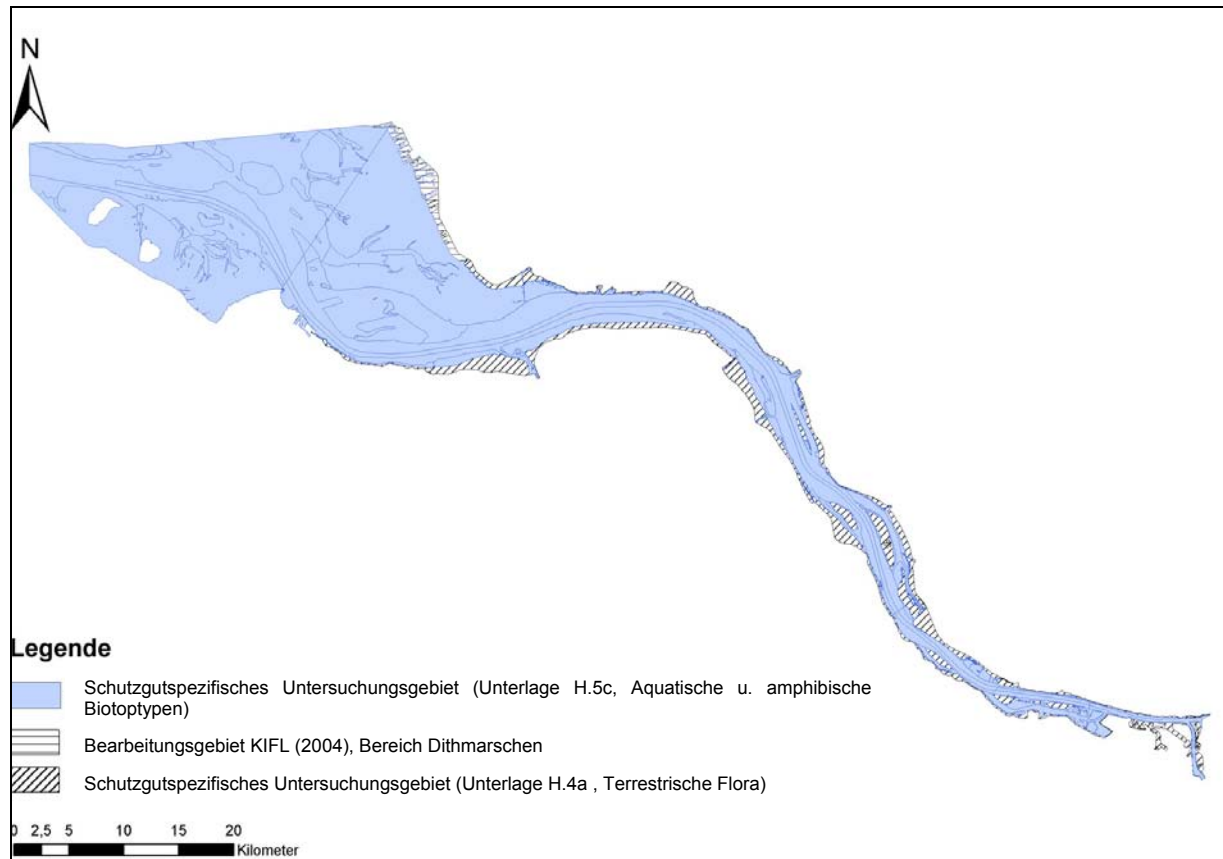 N
Legende
Schutzgutspezifisches Untersuchungsgebiet (Unterlage H.5c, Aquatische u. amphibische
Biotoptypen)
Bearbeitungsgebiet KIFL (2004), Bereich Dithmarschen
Schutzgutspezifisches Untersuchungsgebiet (Unterlage H.4a , Terrestrische Flora)
0 2,5 5 10 15 20
Kilometer